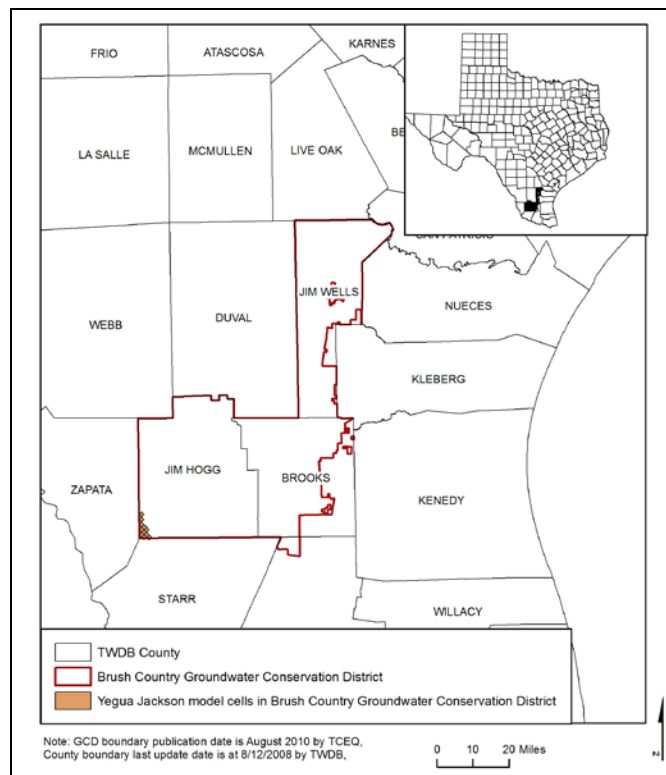 FRIO
ATASCOSA
KARNES
LA SALLE
MCMULLEN
LIVE OAK
BE
SAN PATRICIO
JIM WELLS
NUECES
WEBB
DUVAL
KLEBERG
JIM HOGG
BROOKS
ZAPATA
KENEDY
STARR
WILLACY
TWDB County
Brush Country Groundwater Conservation District
Yegua Jackson model cells in Brush Country Groundwater Conservation District
Note: GCD boundary publication date is August 2010 by TCEQ,
County boundary last update date is at 8/12/2008 by TWDB,
0 10 20 Miles
N